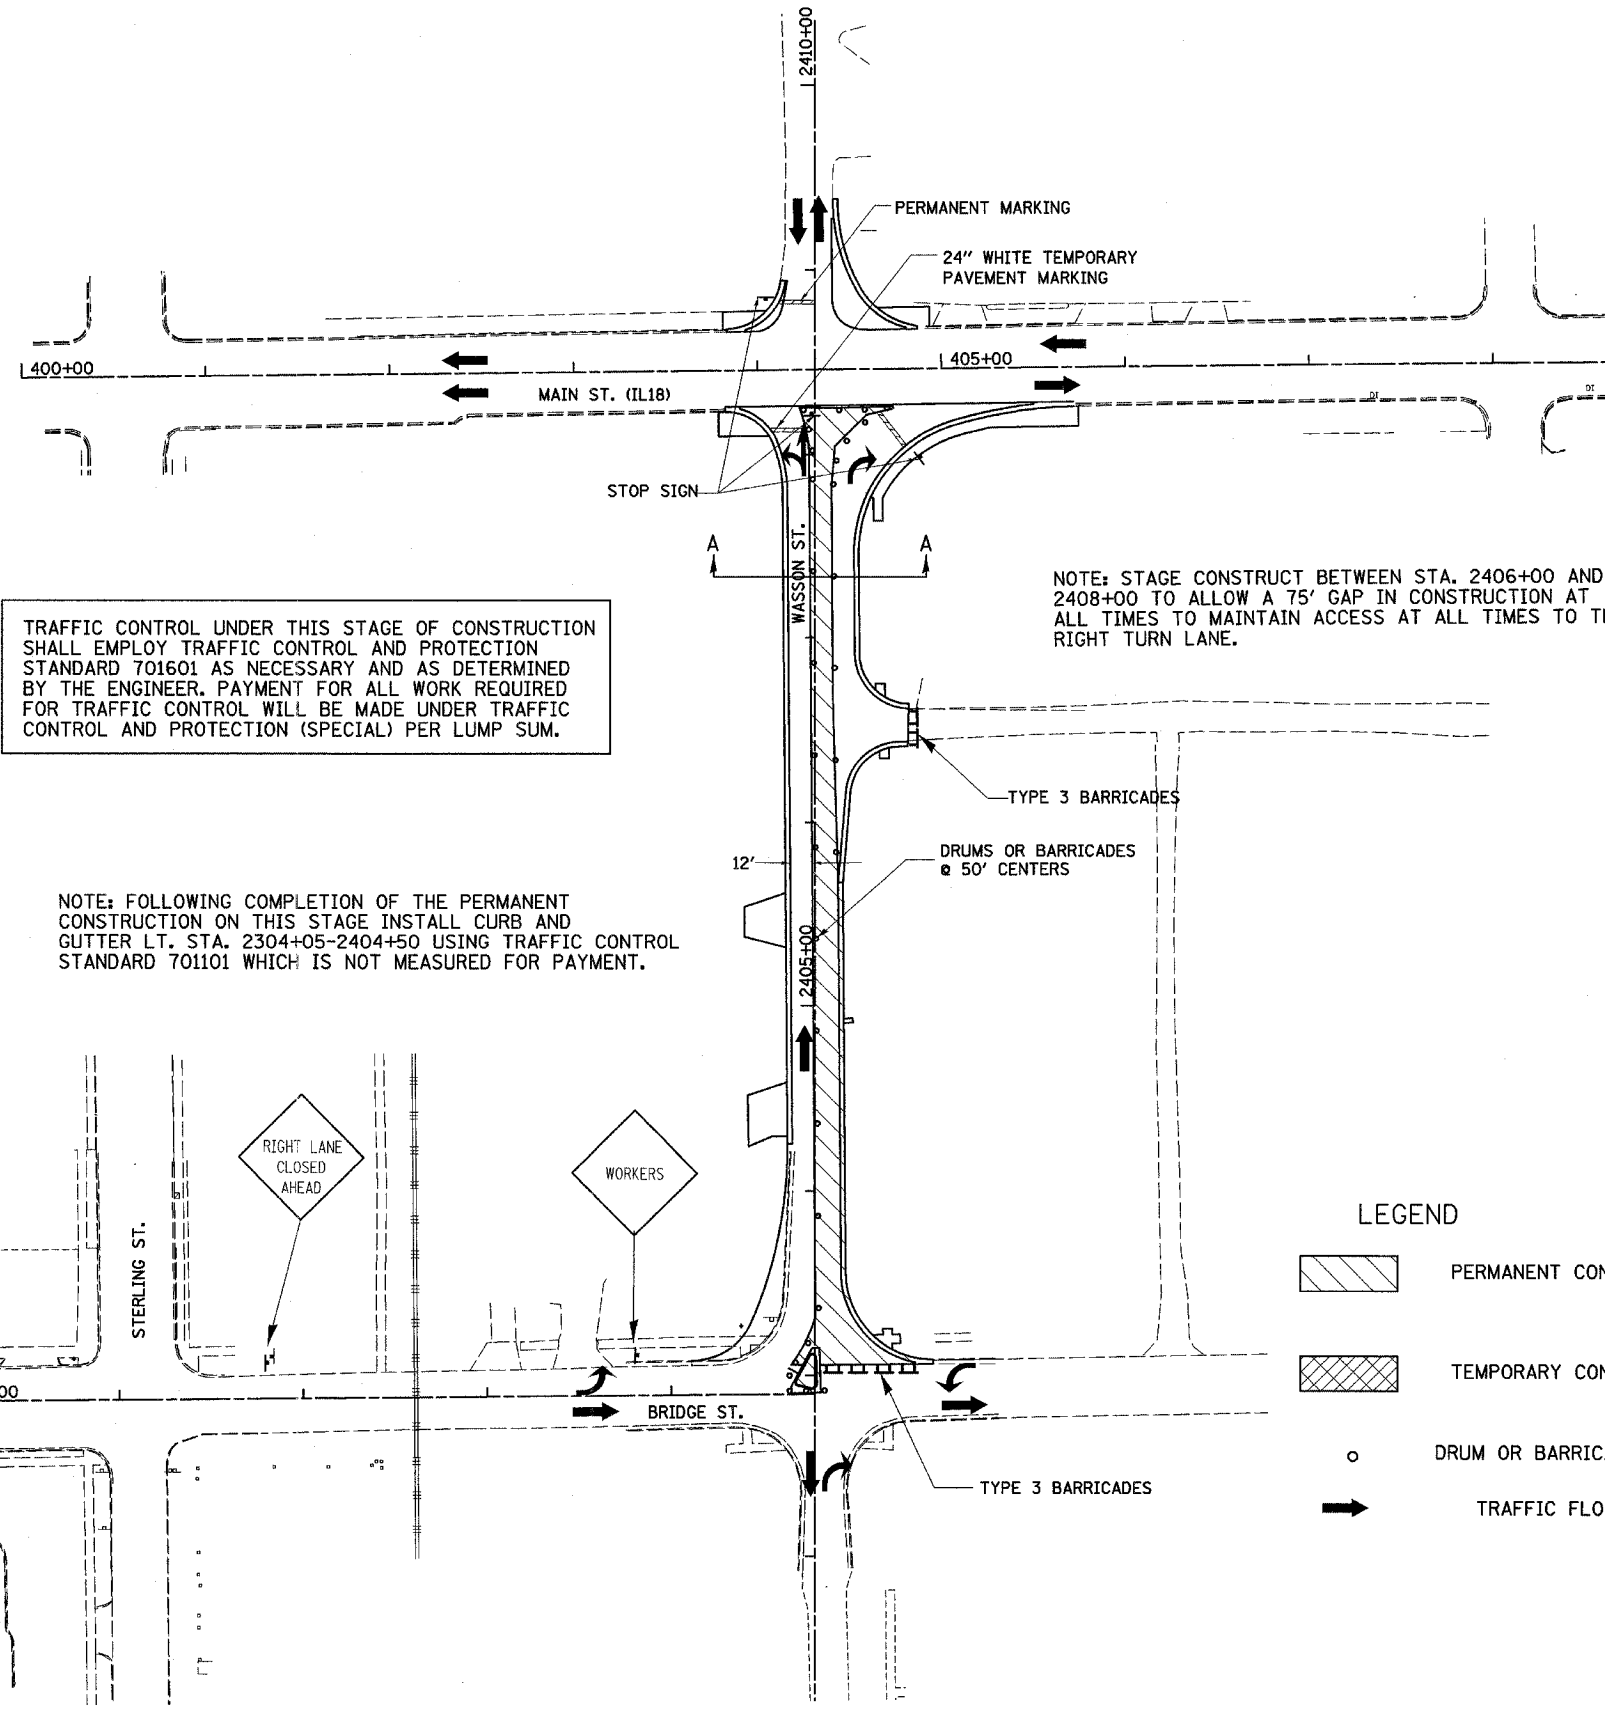 2410+00
PERMANENT MARKING
24" WHITE TEMPORARY
PAVEMENT MARKING
400+00
405+00
MAIN ST. (IL18)
DI
DI
STOP SIGN
A
A
WASSON ST.
NOTE: STAGE CONSTRUCT BETWEEN STA. 2406+00 AND
2408+00 TO ALLOW A 75' GAP IN CONSTRUCTION AT
ALL TIMES TO MAINTAIN ACCESS AT ALL TIMES TO
RIGHT TURN LANE.
TRAFFIC CONTROL UNDER THIS STAGE OF CONSTRUCTION
SHALL EMPLOY TRAFFIC CONTROL AND PROTECTION
STANDARD 701601 AS NECESSARY AND AS DETERMINED
BY THE ENGINEER. PAYMENT FOR ALL WORK REQUIRED
FOR TRAFFIC CONTROL WILL BE MADE UNDER TRAFFIC
CONTROL AND PROTECTION (SPECIAL) PER LUMP SUM.
TYPE 3 BARRICADES
12'
DRUMS OR BARRICADES
@ 50' CENTERS
NOTE: FOLLOWING COMPLETION OF THE PERMANENT
CONSTRUCTION ON THIS STAGE INSTALL CURB AND
GUTTER LT. STA. 2304+05-2404+50 USING TRAFFIC CONTROL
STANDARD 701101 WHICH IS NOT MEASURED FOR PAYMENT.
2405+00
RIGHT LANE
CLOSED
AHEAD
WORKERS
STERLING ST.
LEGEND
PERMANENT CON
TEMPORARY CON
00
BRIDGE ST.
DRUM OR BARRIC
TYPE 3 BARRICADES
TRAFFIC FLO